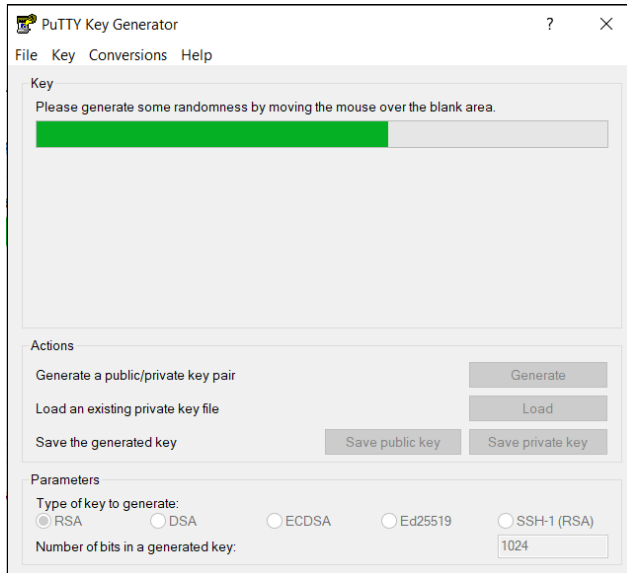 PuTTY Key Generator ?
File Key Conversions Help
Key
Please generate some randomness by moving the mouse over the blank area.
Actions
Generate a public/private key pair Generate
Load an existing private key file Load
Save the generated key Save public key Save private key
Parameters
Type of key to generate:
RSA DSA ECDSA Ed25519 SSH-1 (RSA)
Number of bits in a generated key: 1024